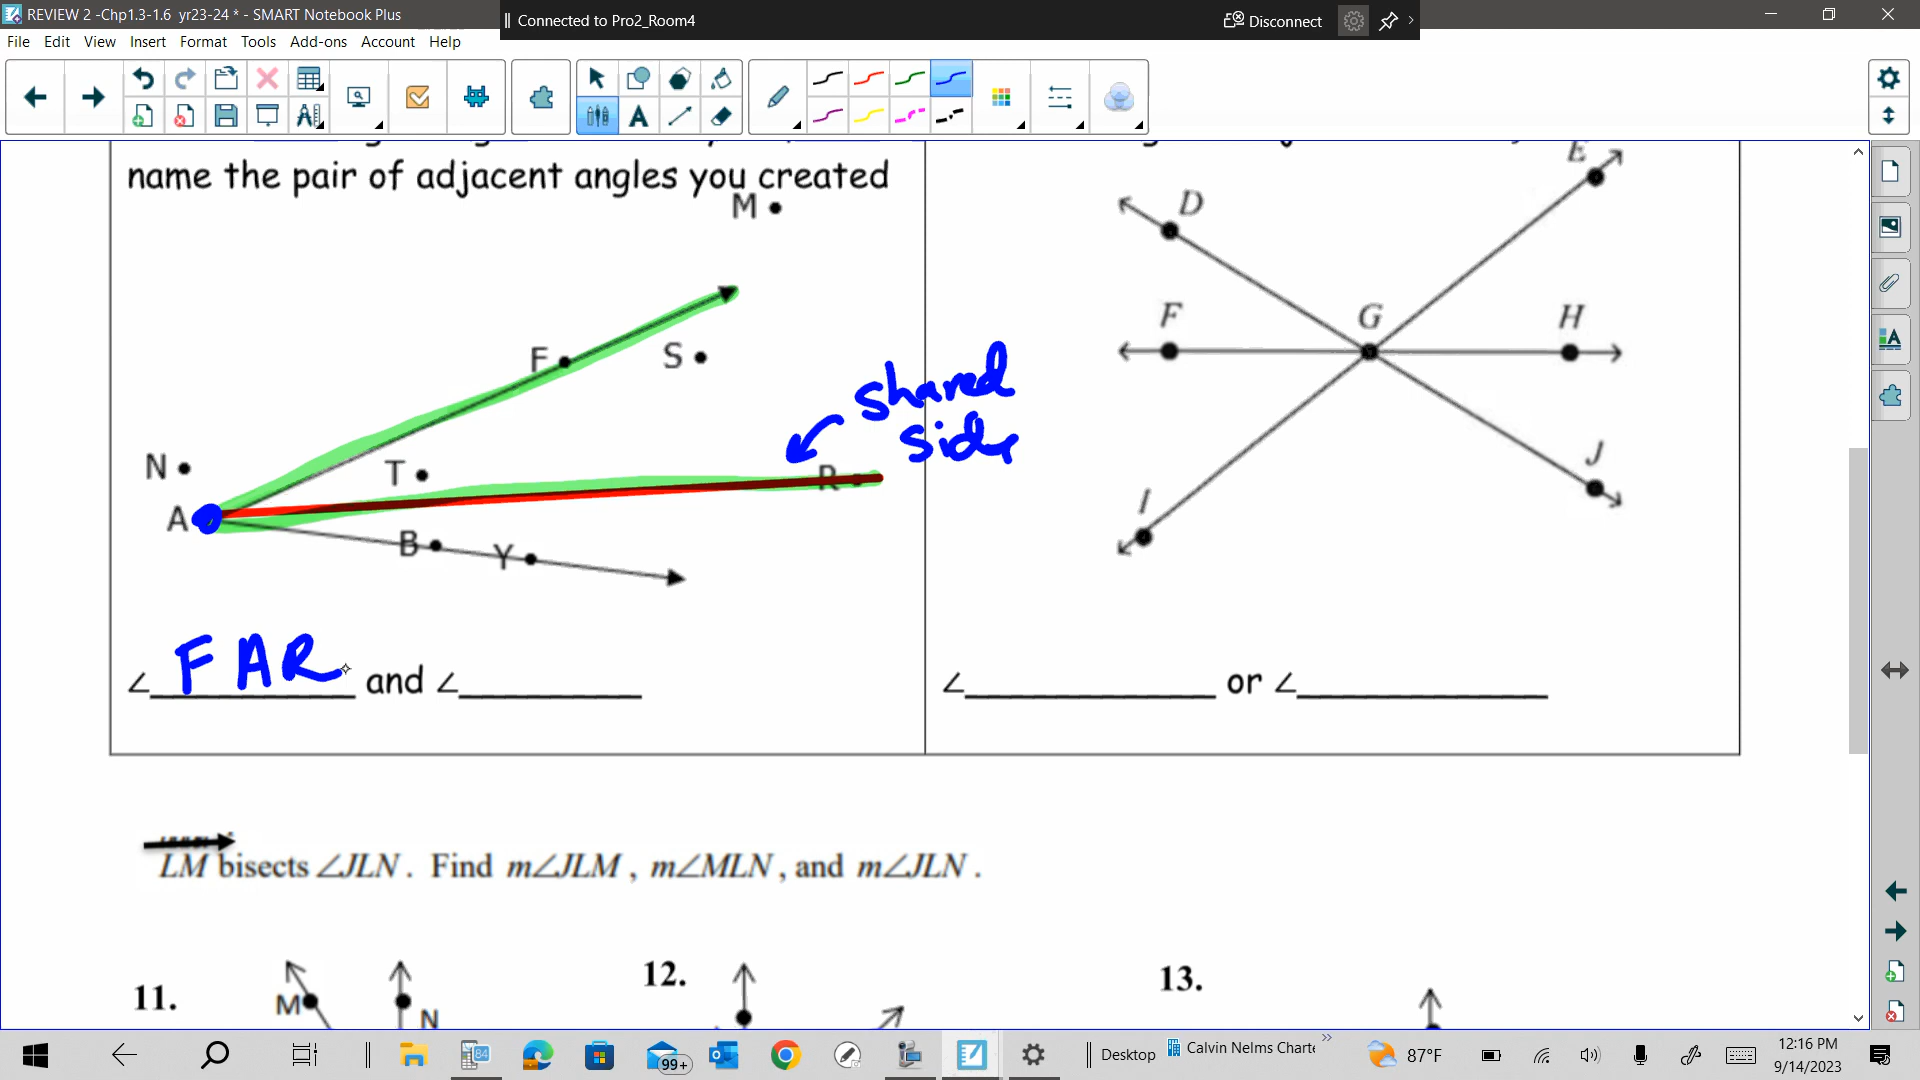 REVIEW 2 -Chp1.3-1.6 yr23-24 * - SMART Notebook Plus
Connected to Pro2_Room4
Disconnect
File Edit View Insert Format Tools Add-ons Account Help
name the pair of adjacent angles you created
M
F
S
shared
side
N
T
R
A
B
Y
∠ FAR and ∠
E
D
F
G
H
J
I
∠ or ∠
LM bisects ∠JLN. Find m∠JLM, m∠MLN, and m∠JLN.
11.
M
N
12.
13.
84
99+
Desktop
Calvin Nelms Charte
87°F
12:16 PM
9/14/2023